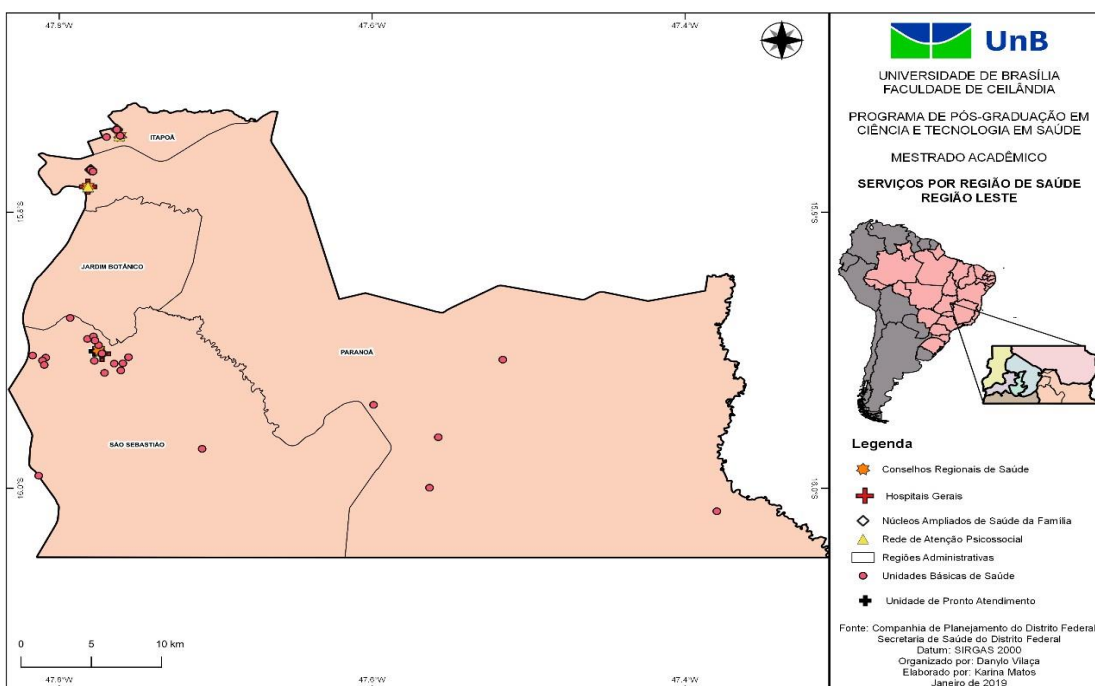 47.8°W
47.6°W
47.4°W
ITAPOÃ
15.8°S
15.8°S
JARDIM BOTÂNICO
PARANOÁ
SÃO SEBASTIÃO
16.0°S
16.0°S
0 5 10 km
47.8°W
47.6°W
47.4°W
UnB
UNIVERSIDADE DE BRASÍLIA
FACULDADE DE CEILÂNDIA
PROGRAMA DE PÓS-GRADUAÇÃO EM
CIÊNCIA E TECNOLOGIA EM SAÚDE
MESTRADO ACADÊMICO
SERVIÇOS POR REGIÃO DE SAÚDE
REGIÃO LESTE
Legenda
Conselhos Regionais de Saúde
Hospitais Gerais
Núcleos Ampliados de Saúde da Família
Rede de Atenção Psicossocial
Regiões Administrativas
Unidades Básicas de Saúde
Unidade de Pronto Atendimento
Fonte: Companhia de Planejamento do Distrito Federal
Secretaria de Saúde do Distrito Federal
Datum: SIRGAS 2000
Organizado por: Danylo Vilaça
Elaborado por: Karina Matos
Janeiro de 2019